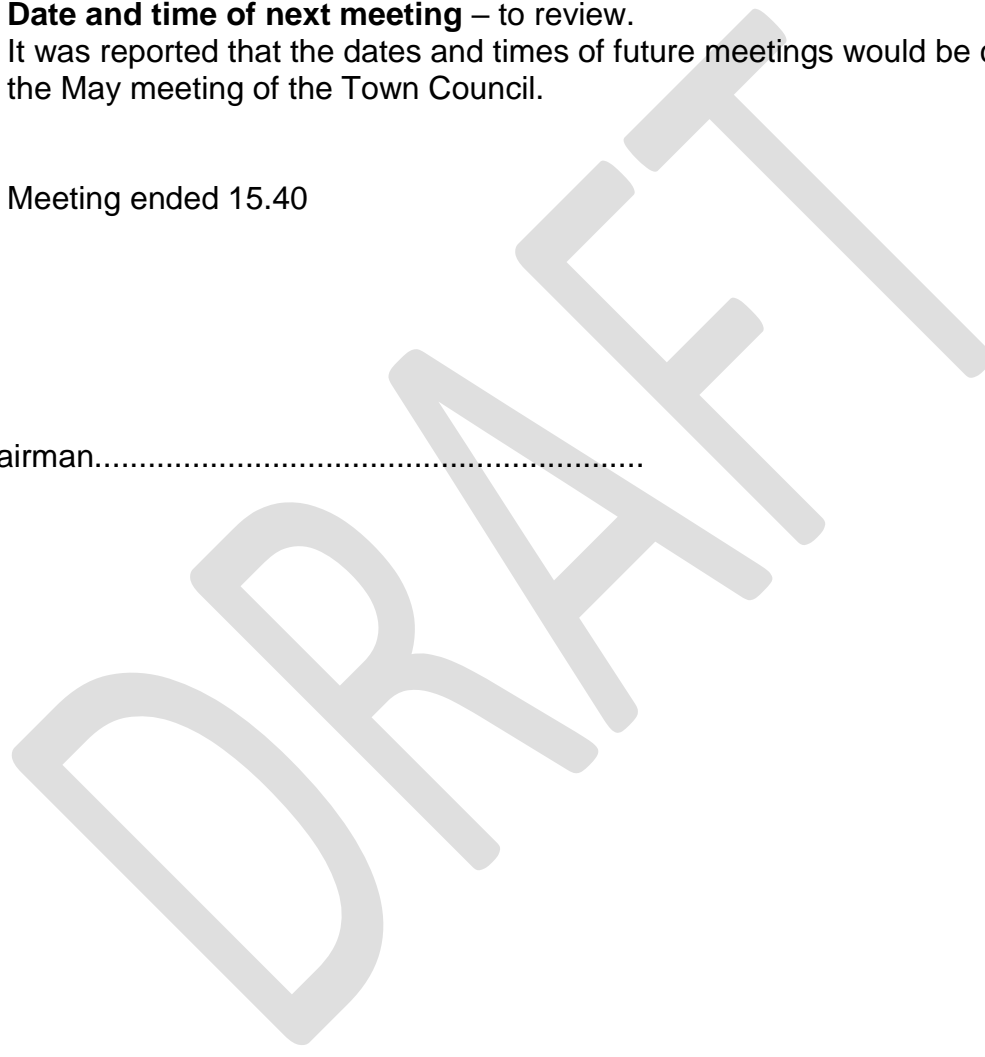 Date and time of next meeting – to review.
It was reported that the dates and times of future meetings would be
the May meeting of the Town Council.
Meeting ended 15.40
airman..............................................................
DRAFT